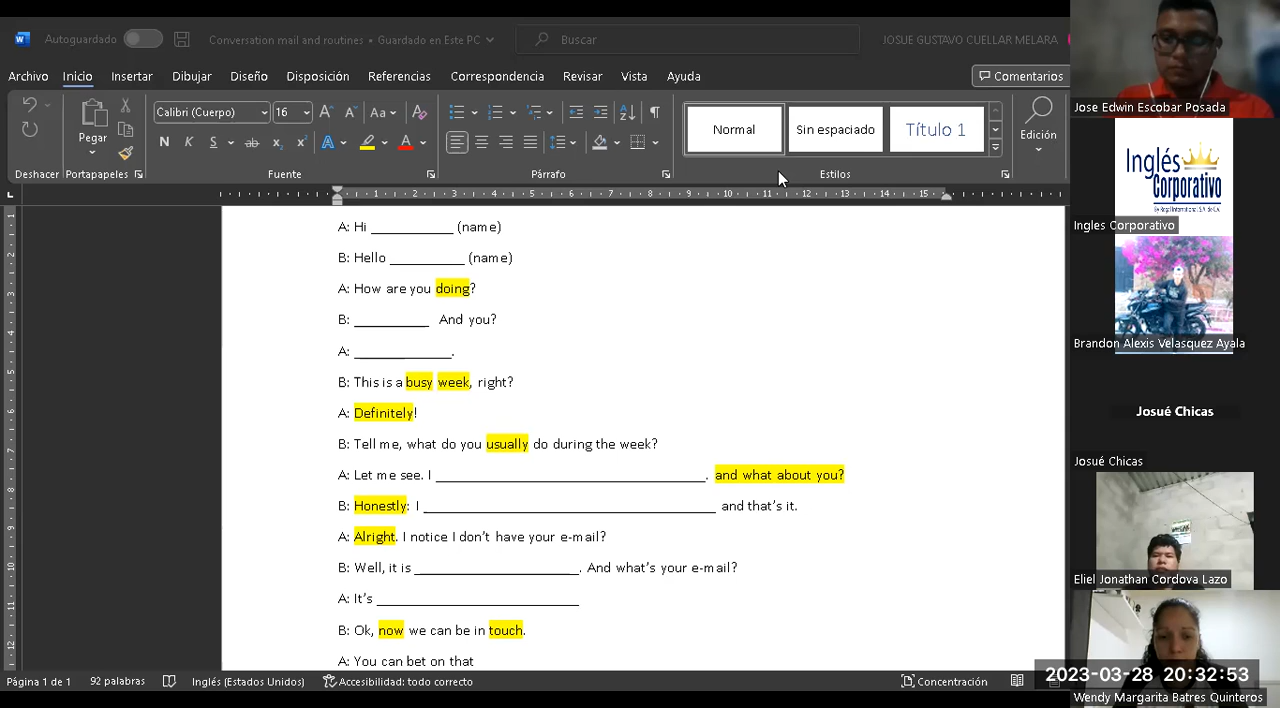 Autoguardado
Conversation mail and routines • Guardado en Este PC
Buscar
JOSUE GUSTAVO CUELLAR MELARA
Archivo Inicio Insertar Dibujar Diseño Disposición Referencias Correspondencia Revisar Vista Ayuda
Comentarios
Pegar
Calibri (Cuerpo) 16
Normal
Sin espaciado
Título 1
Edición
Deshacer Portapapeles Fuente Párrafo Estilos
A: Hi ___________ (name)
B: Hello __________ (name)
A: How are you doing?
B: __________ And you?
A: _____________.
B: This is a busy week, right?
A: Definitely!
B: Tell me, what do you usually do during the week?
A: Let me see. I ____________________________________. and what about you?
B: Honestly: I _______________________________________ and that's it.
A: Alright. I notice I don't have your e-mail?
B: Well, it is ______________________. And what's your e-mail?
A: It's ___________________________
B: Ok, now we can be in touch.
A: You can bet on that
Página 1 de 1 92 palabras Inglés (Estados Unidos) Accesibilidad: todo correcto Concentración
Jose Edwin Escobar Posada
Inglés Corporativo
Ingles Corporativo
Brandon Alexis Velasquez Ayala
Josué Chicas
Josué Chicas
Eliel Jonathan Cordova Lazo
2023-03-28 20:32:53
Wendy Margarita Batres Quinteros